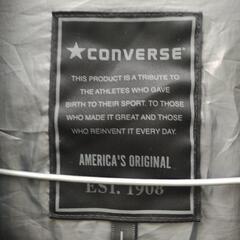 CONVERSE
THIS PRODUCT IS A TRIBUTE TO
THE ATHLETES WHO GAVE
BIRTH TO THEIR SPORT. TO THOSE
WHO MADE IT GREAT AND THOSE
WHO REINVENT IT EVERY DAY.
AMERICA'S ORIGINAL
EST. 1908